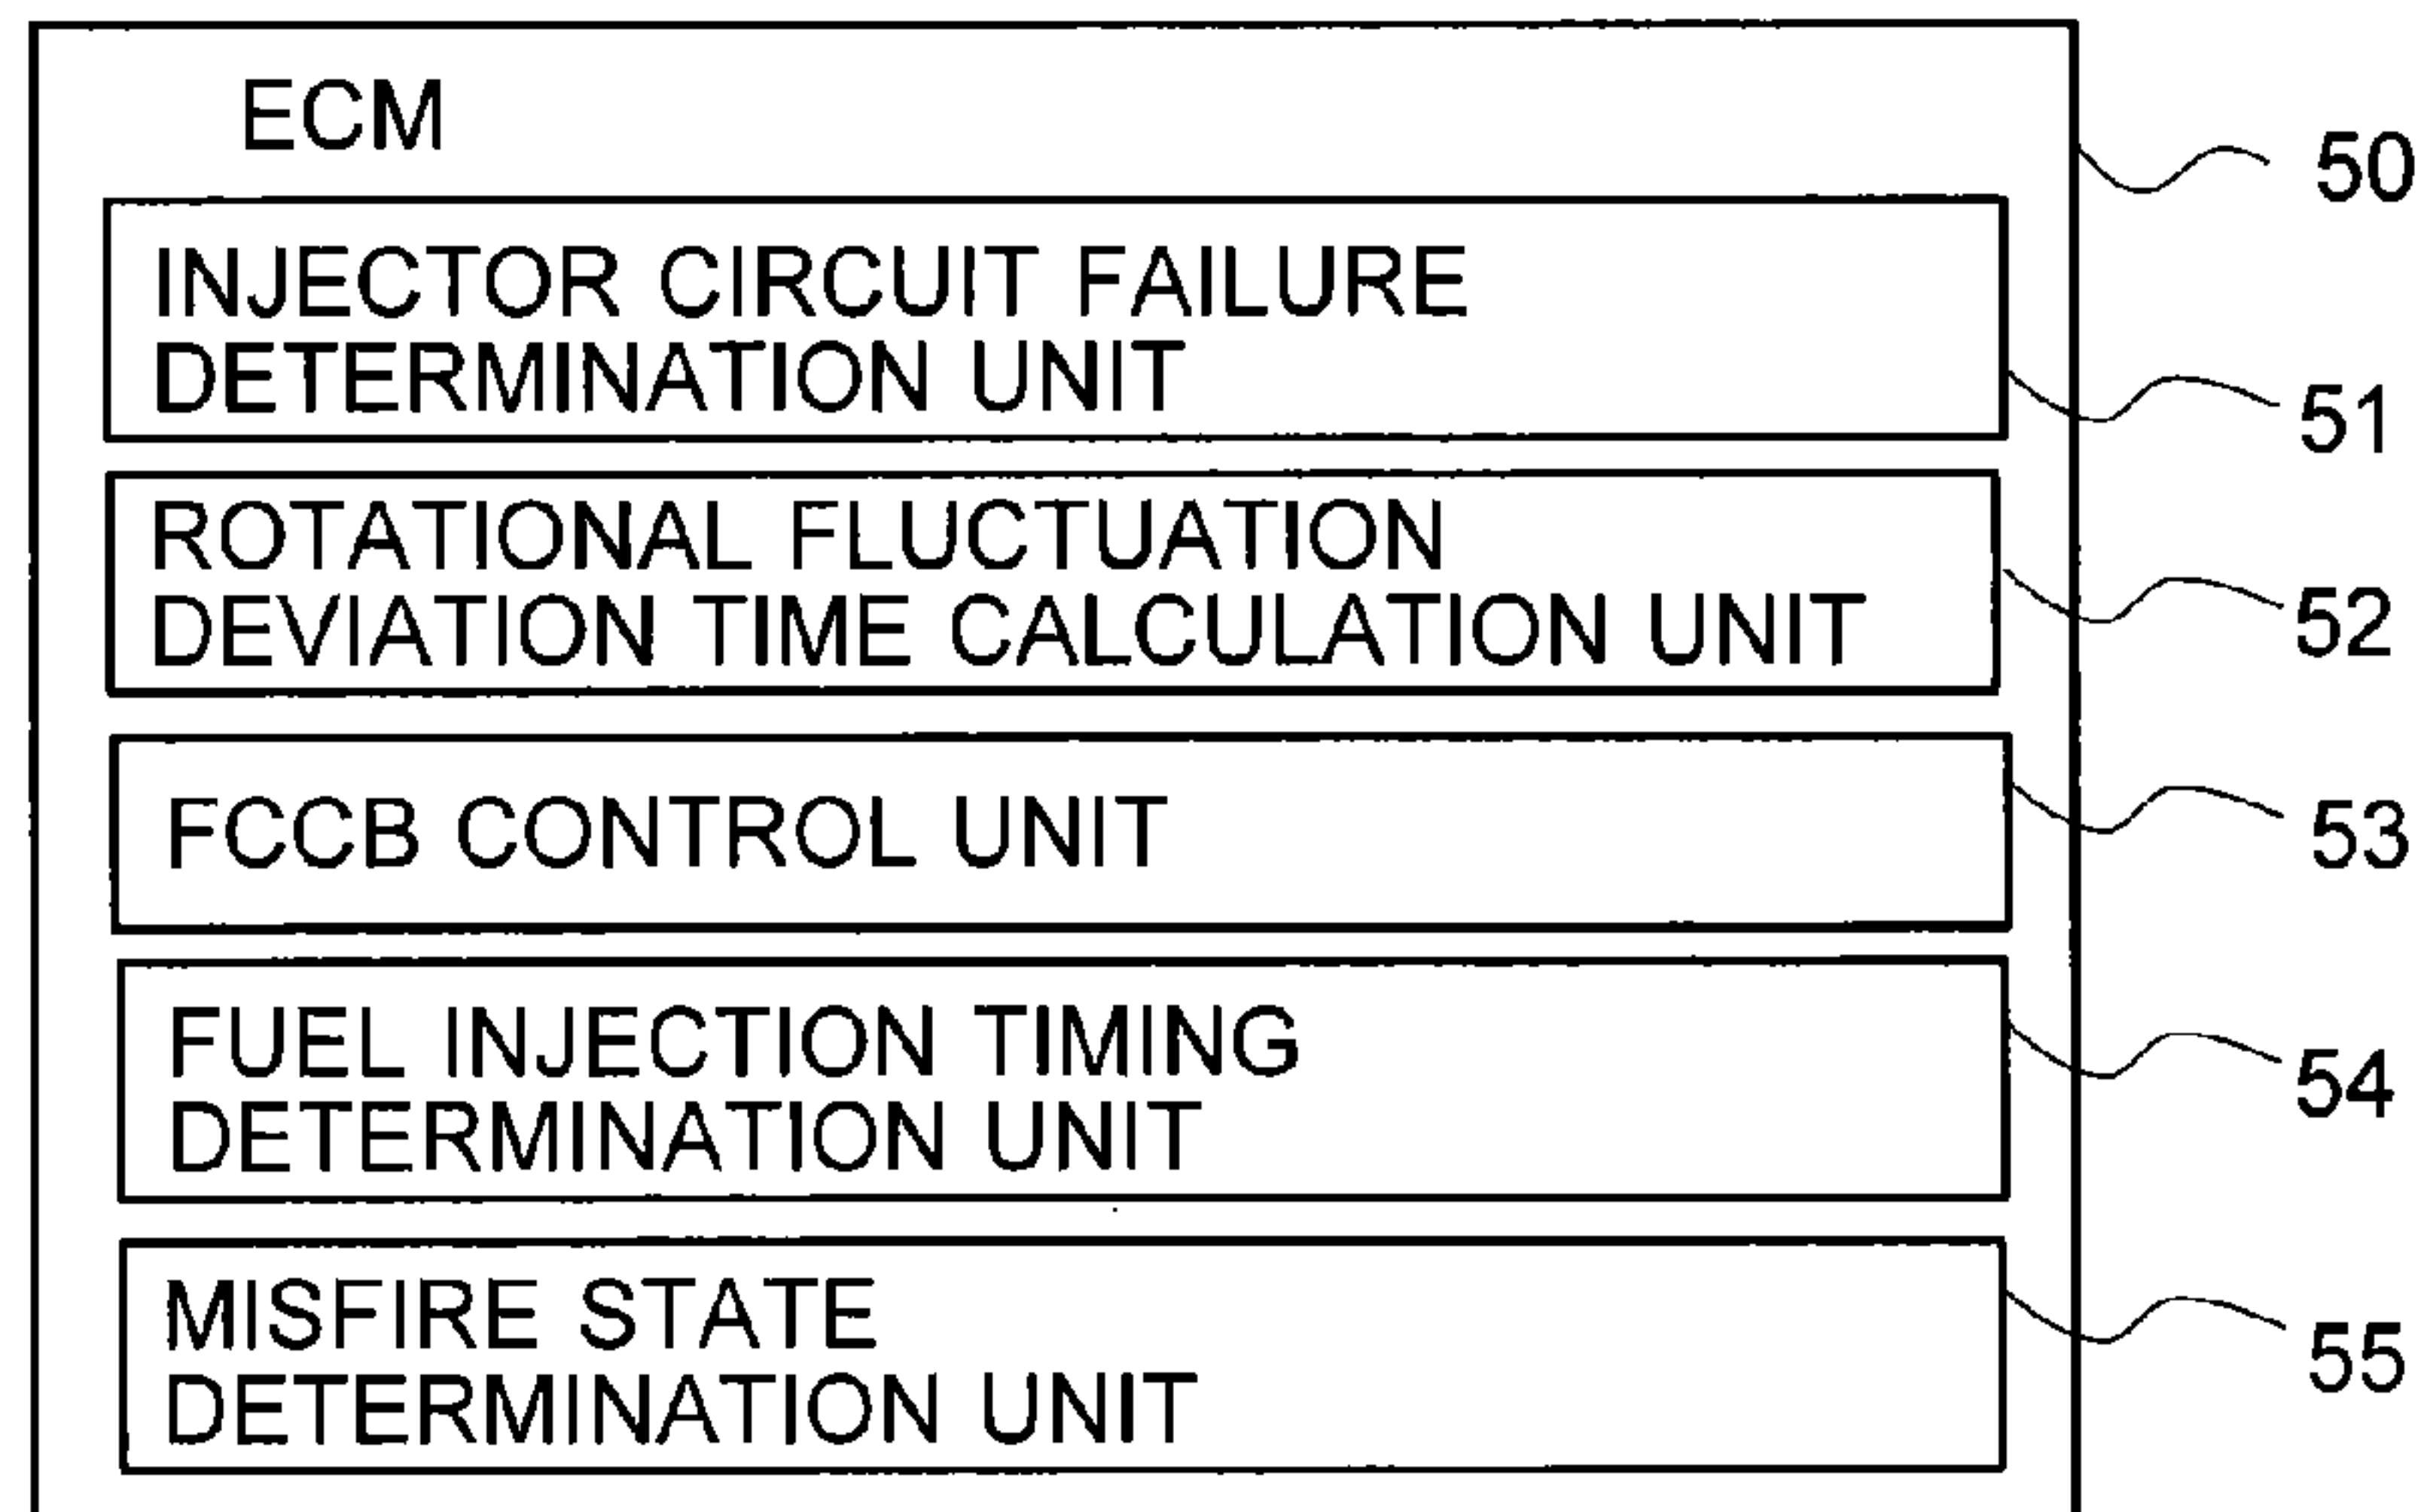 ECM
50
INJECTOR CIRCUIT FAILURE
DETERMINATION UNIT
51
ROTATIONAL FLUCTUATION
DEVIATION TIME CALCULATION UNIT
52
FCCB CONTROL UNIT
53
FUEL INJECTION TIMING
DETERMINATION UNIT
54
MISFIRE STATE
DETERMINATION UNIT
55